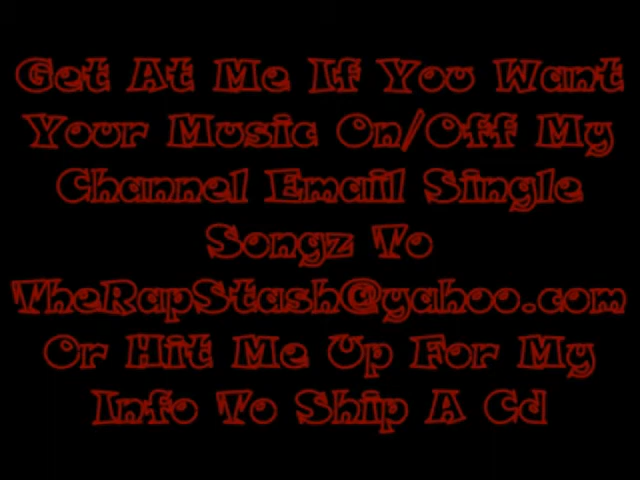 Get At Me If You Want
Your Music On/Off My
Channel Email Single
Songz To
TheRapStash@yahoo.com
Or Hit Me Up For My
Info To Ship A Cd